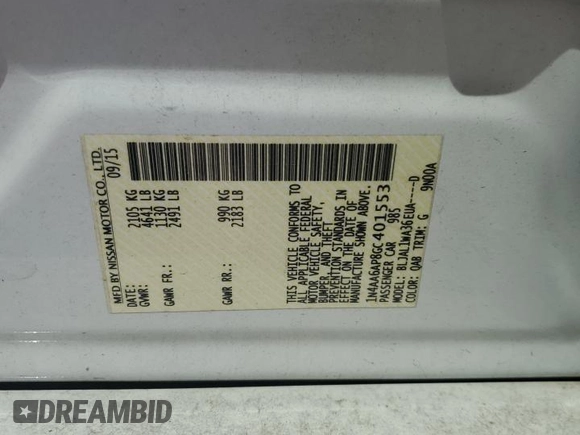 MFD BY NISSAN MOTOR CO., LTD.
09/15
GVWR: 2105 KG
4641 LB
GAWR FR.: 1130 KG
2491 LB
GAWR RR.: 990 KG
2183 LB
THIS VEHICLE CONFORMS TO
ALL APPLICABLE FEDERAL
MOTOR VEHICLE SAFETY,
BUMPER, AND THEFT
PREVENTION STANDARDS IN
EFFECT ON THE DATE OF
MANUFACTURE SHOWN ABOVE.
1N4AA6AP8GC401553
PASSENGER CAR 985
MODEL: BLJALIWA36EUA----D
COLOR: QAB TRIM: G 9N00A
DREAMBID